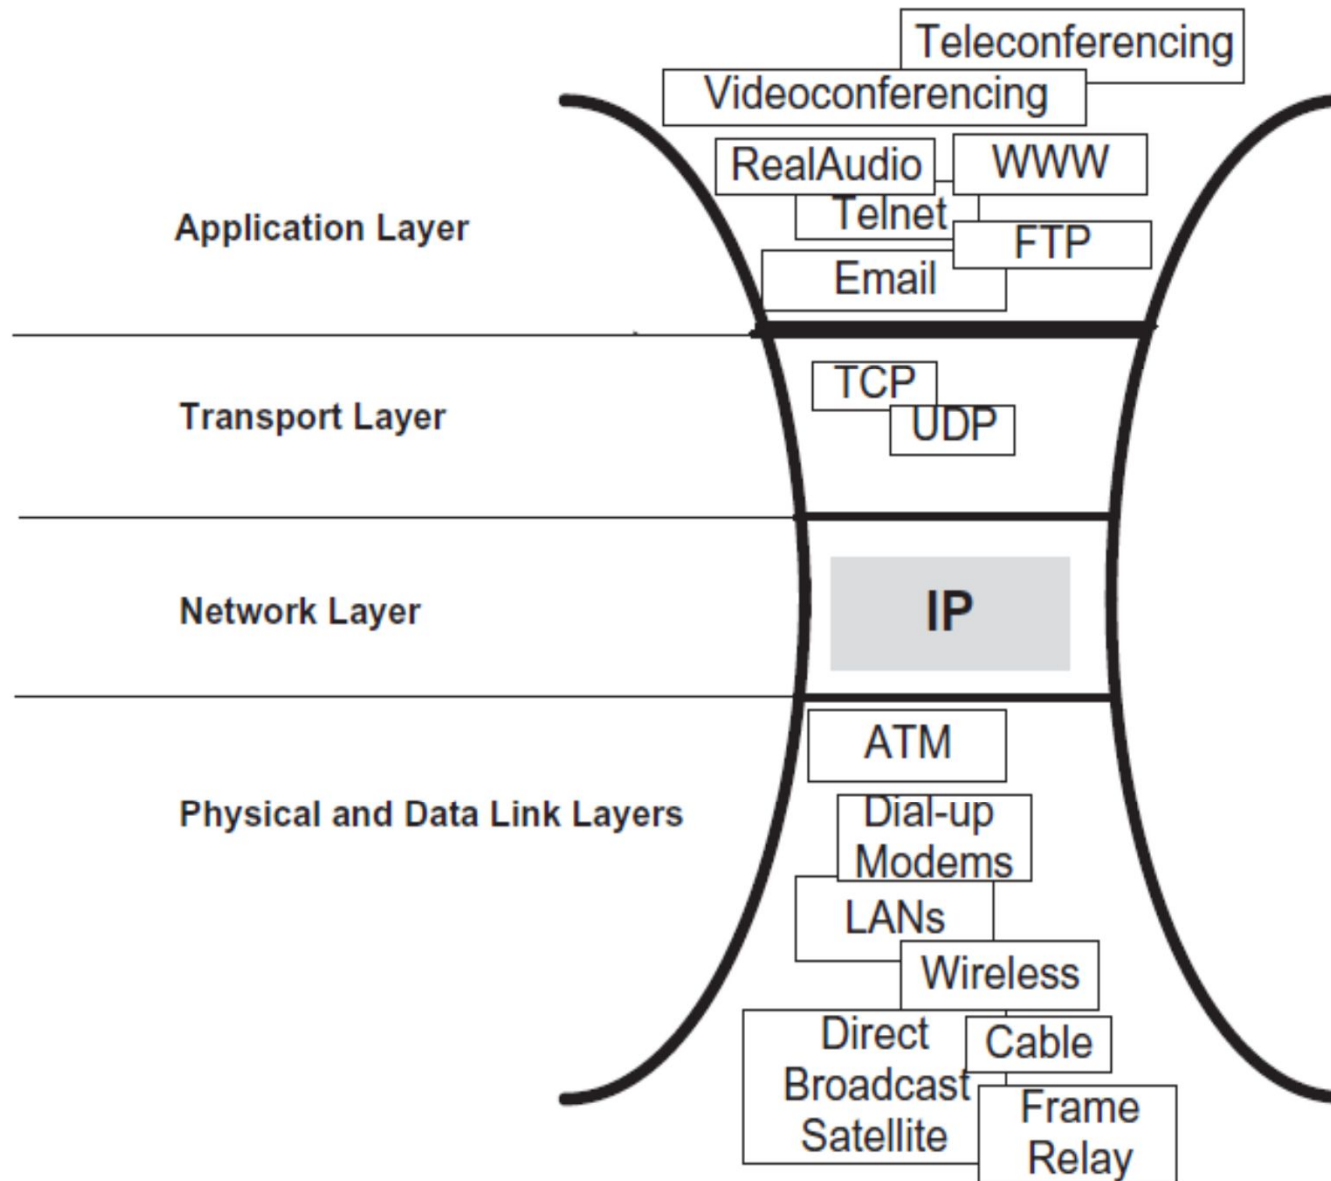 Teleconferencing
Videoconferencing
RealAudio
WWW
Telnet
FTP
Email
Application Layer
TCP
UDP
Transport Layer
IP
Network Layer
ATM
Dial-up
Modems
Physical and Data Link Layers
LANs
Wireless
Direct
Broadcast
Satellite
Cable
Frame
Relay